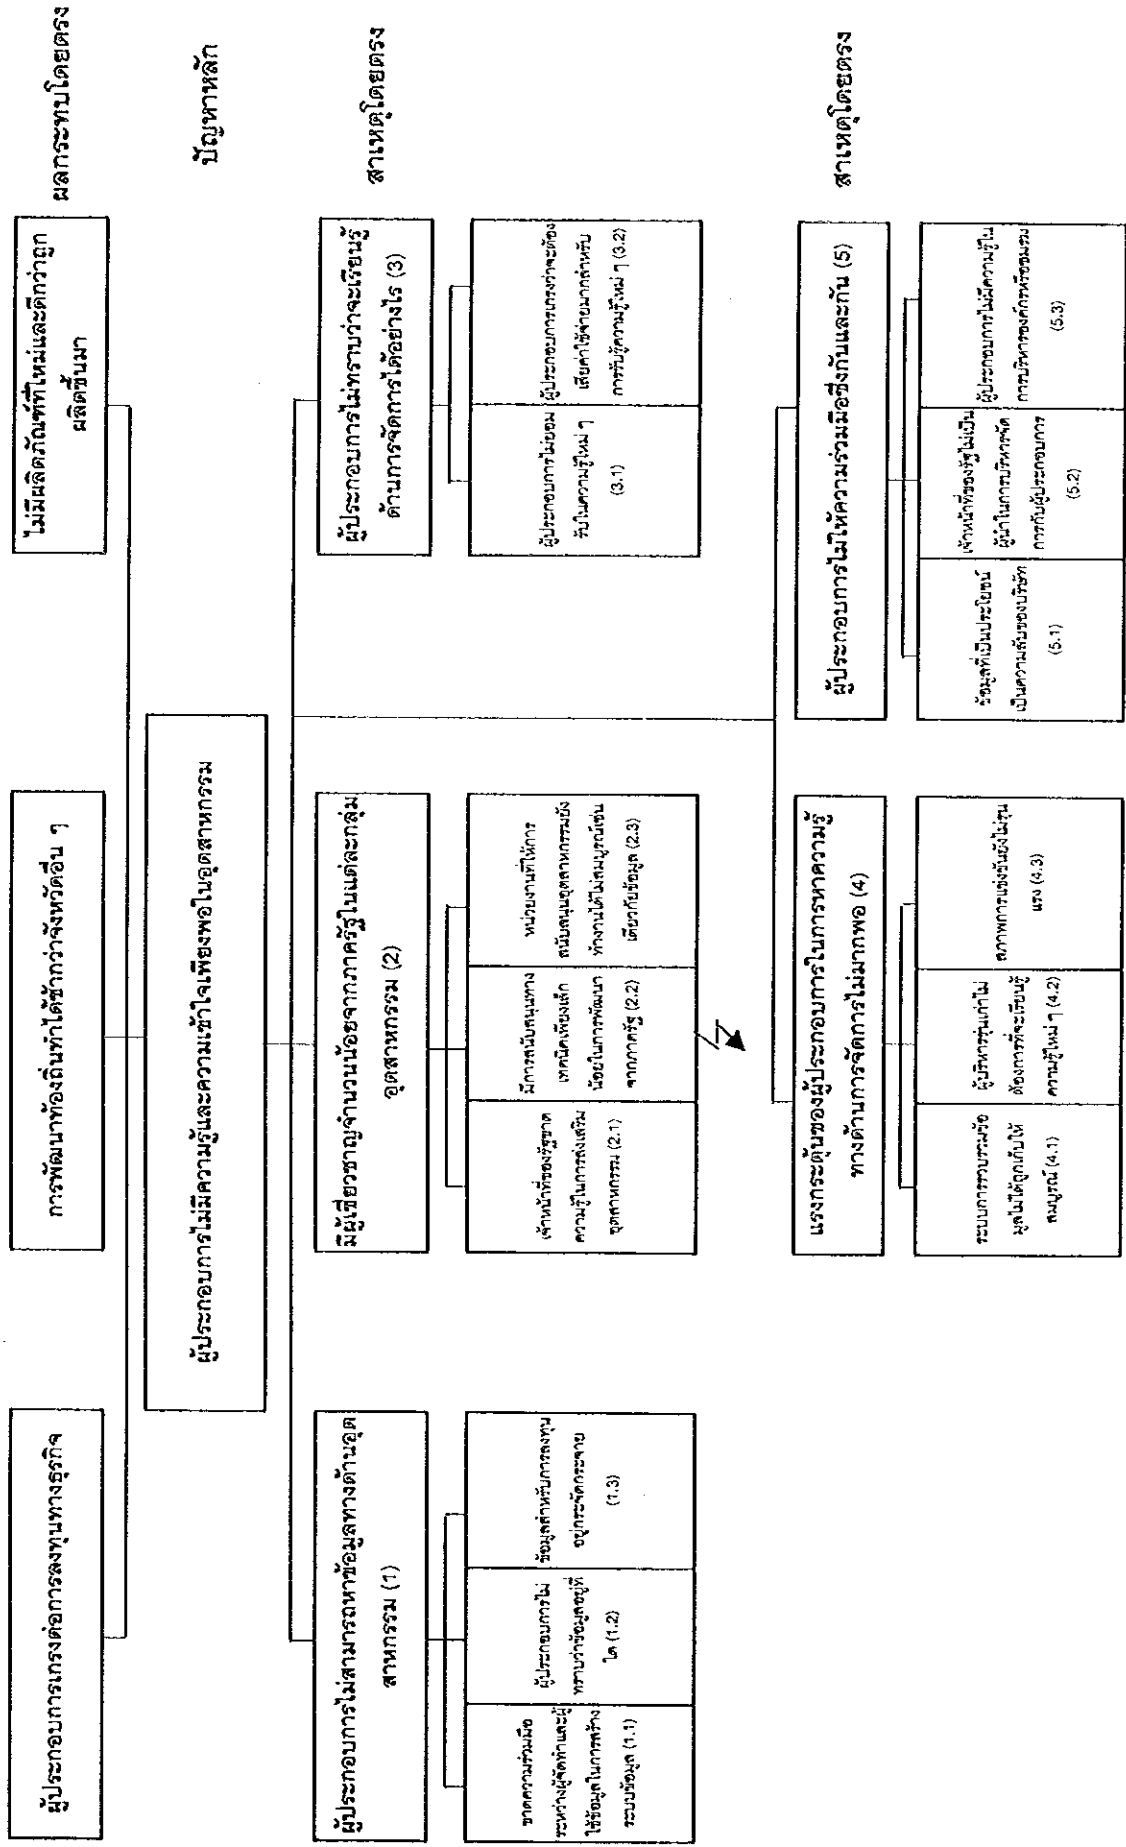 ผู้ประกอบการเกรงต่อการลงทุนทางธุรกิจ
การพัฒนาท้องถิ่นทำได้ช้ากว่าจังหวัดอื่น ๆ
ไม่มีผลิตภัณฑ์ที่ใหม่และดีกว่าถูก
ผลิตขึ้นมา
ผลกระทบโดยตรง
ผู้ประกอบการไม่มีความรู้และความเข้าใจเพียงพอในอุตสาหกรรม
ปัญหาหลัก
ผู้ประกอบการไม่สามารถหาข้อมูลทางด้านอุต
สาหกรรม (1)
มีผู้เชี่ยวชาญจำนวนน้อยจากภาครัฐในแต่ละกลุ่ม
อุตสาหกรรม (2)
ผู้ประกอบการไม่ทราบว่าจะเรียนรู้
ด้านการจัดการได้อย่างไร (3)
สาเหตุโดยตรง
ขาดความร่วมมือ
ระหว่างผู้จัดทำและผู้
ใช้ข้อมูลในการสร้าง
ระบบข้อมูล (1.1)
ผู้ประกอบการไม่
ทราบว่าข้อมูลอยู่ที่
ใด (1.2)
ข้อมูลสำหรับการลงทุน
อยู่กระจัดกระจาย
(1.3)
เจ้าหน้าที่ของรัฐขาด
ความรู้ในการส่งเสริม
อุตสาหกรรม (2.1)
มีการสนับสนุนทาง
เทคนิคเพียงเล็ก
น้อยในการพัฒนา
จากภาครัฐ (2.2)
หน่วยงานที่ให้การ
สนับสนุนอุตสาหกรรมยัง
ทำงานได้ไม่สมบูรณ์เช่น
เดียวกับข้อมูล (2.3)
ผู้ประกอบการไม่ยอม
รับในความรู้ใหม่ ๆ
(3.1)
ผู้ประกอบการเกรงว่าจะต้อง
เสียค่าใช้จ่ายมากสำหรับ
การรับรู้ความรู้ใหม่ ๆ (3.2)
แรงกระตุ้นของผู้ประกอบการในการหาความรู้
ทางด้านการจัดการไม่มากพอ (4)
ผู้ประกอบการไม่ให้ความร่วมมือซึ่งกันและกัน (5)
สาเหตุโดยตรง
ระบบการรวบรวมข้อ
มูลไม่ได้ถูกเก็บให้
สมบูรณ์ (4.1)
ผู้บริหารรุ่นเก่าไม่
ต้องการที่จะเรียนรู้
ความรู้ใหม่ ๆ (4.2)
สภาพการแข่งขันยังไม่รุน
แรง (4.3)
ข้อมูลที่เป็นประโยชน์
เป็นความลับของบริษัท
(5.1)
เจ้าหน้าที่ของรัฐไม่เป็น
ผู้นำในการบริหารจัด
การกับผู้ประกอบการ
(5.2)
ผู้ประกอบการไม่มีความรู้ใน
การบริหารองค์กรหรือชมรม
(5.3)